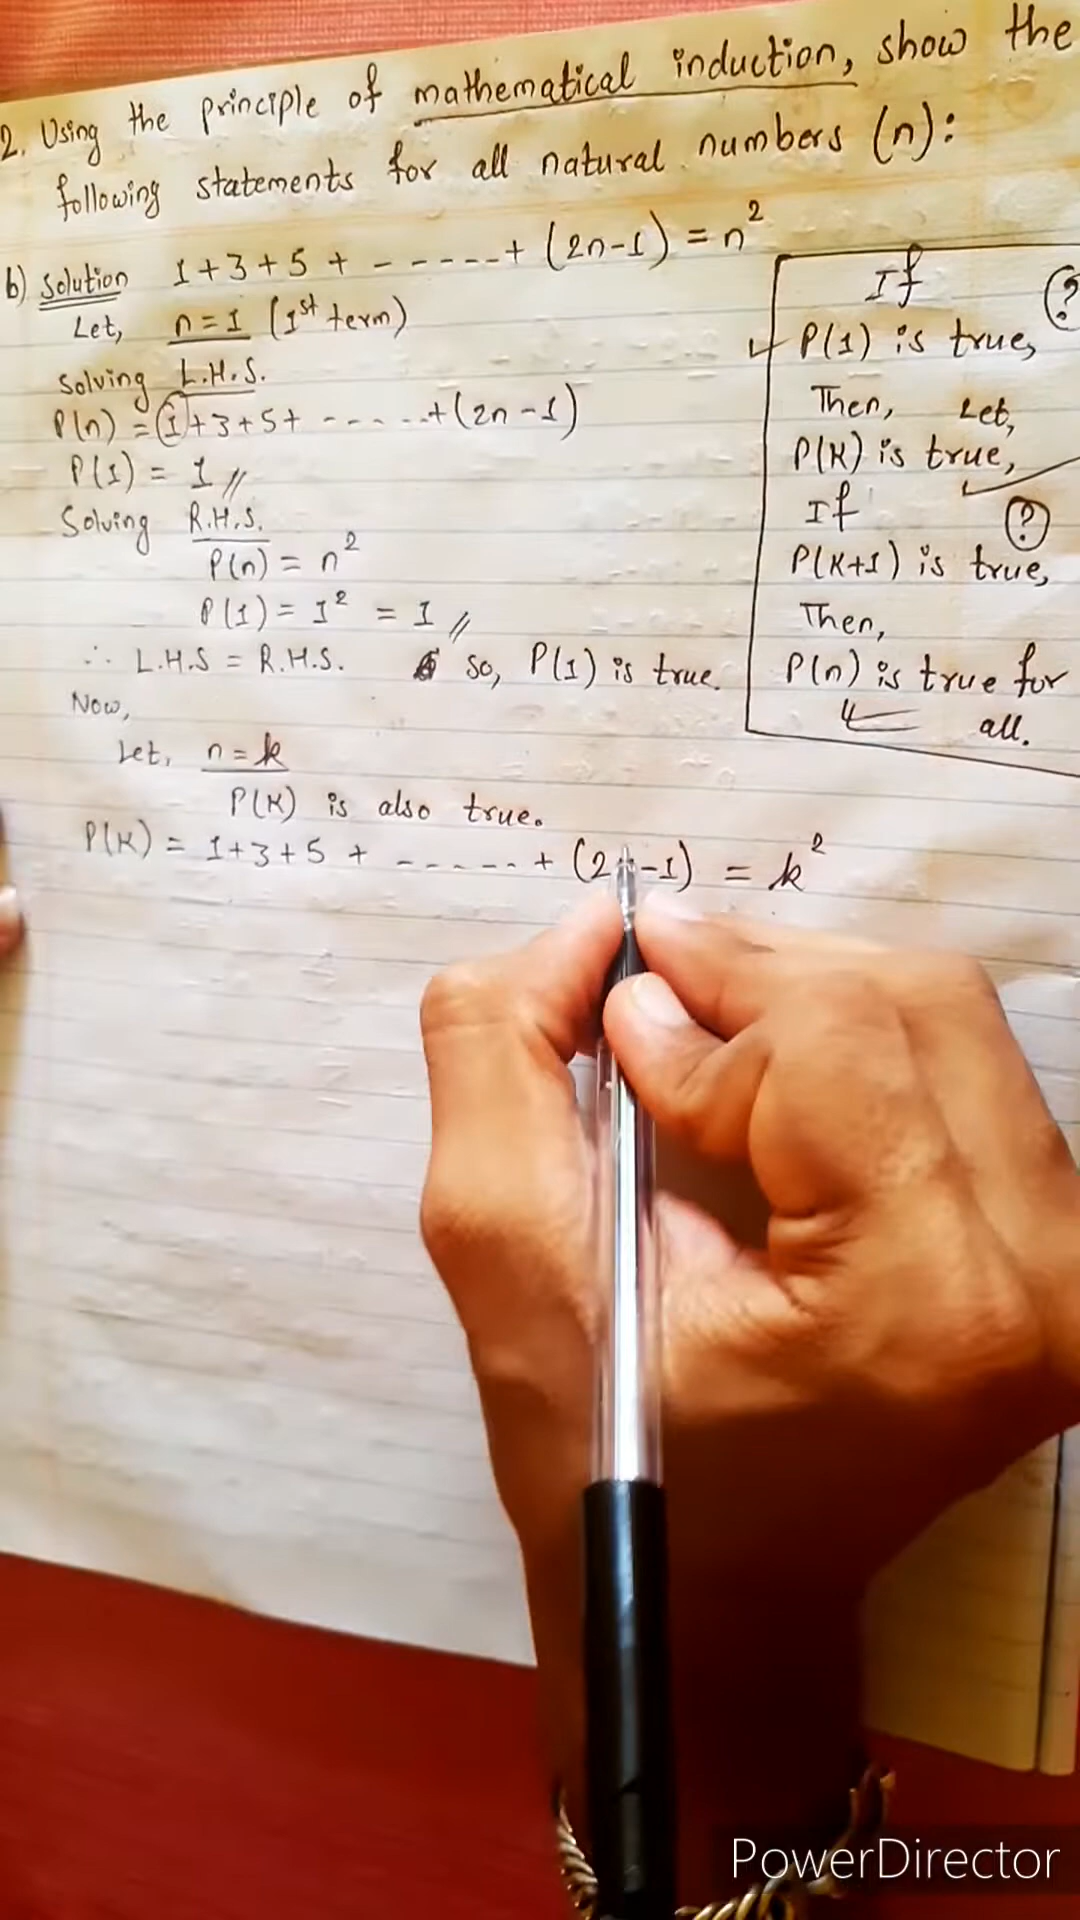 2. Using the principle of mathematical induction, show the
following statements for all natural numbers (n):
b) Solution 1+3+5+ ------+ (2n-1) = n²
Let, n=1 (1st term)
Solving L.H.S.
P(n) = 1+3+5+ ------+(2n-1)
P(1) = 1 //
Solving R.H.S.
P(n) = n²
P(1) = 1² = 1 //
∴ L.H.S = R.H.S. so, P(1) is true.
Now,
Let, n=k
P(K) is also true.
P(K) = 1+3+5 + ------ + (2 -1) = k²
If (?)
P(1) is true,
Then, Let,
P(K) is true,
If (?)
P(K+1) is true,
Then,
P(n) is true for
all.
PowerDirector